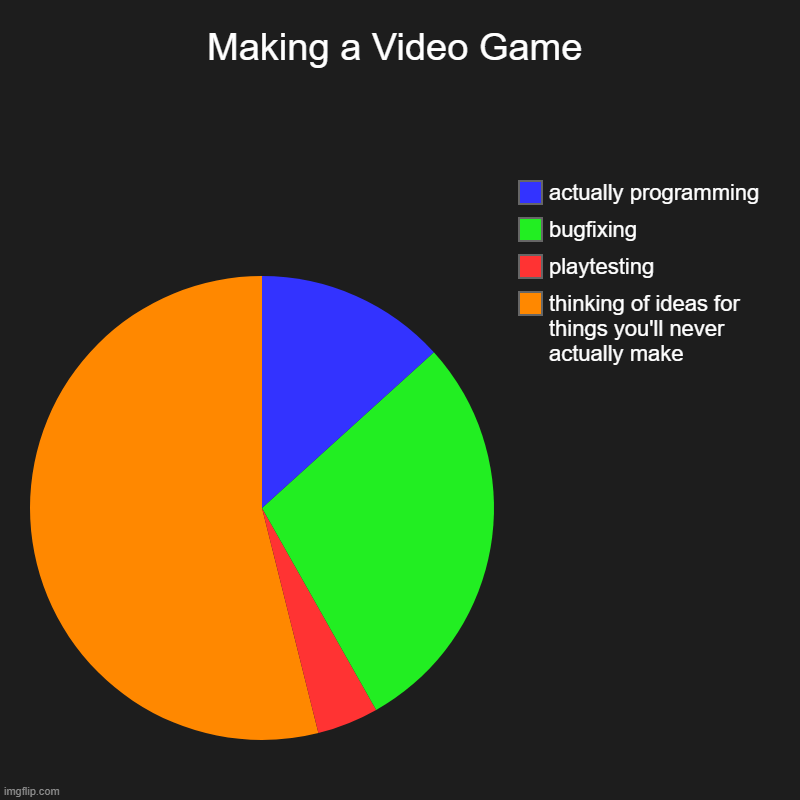 Making a Video Game
actually programming
bugfixing
playtesting
thinking of ideas for
things you'll never
actually make
imgflip.com